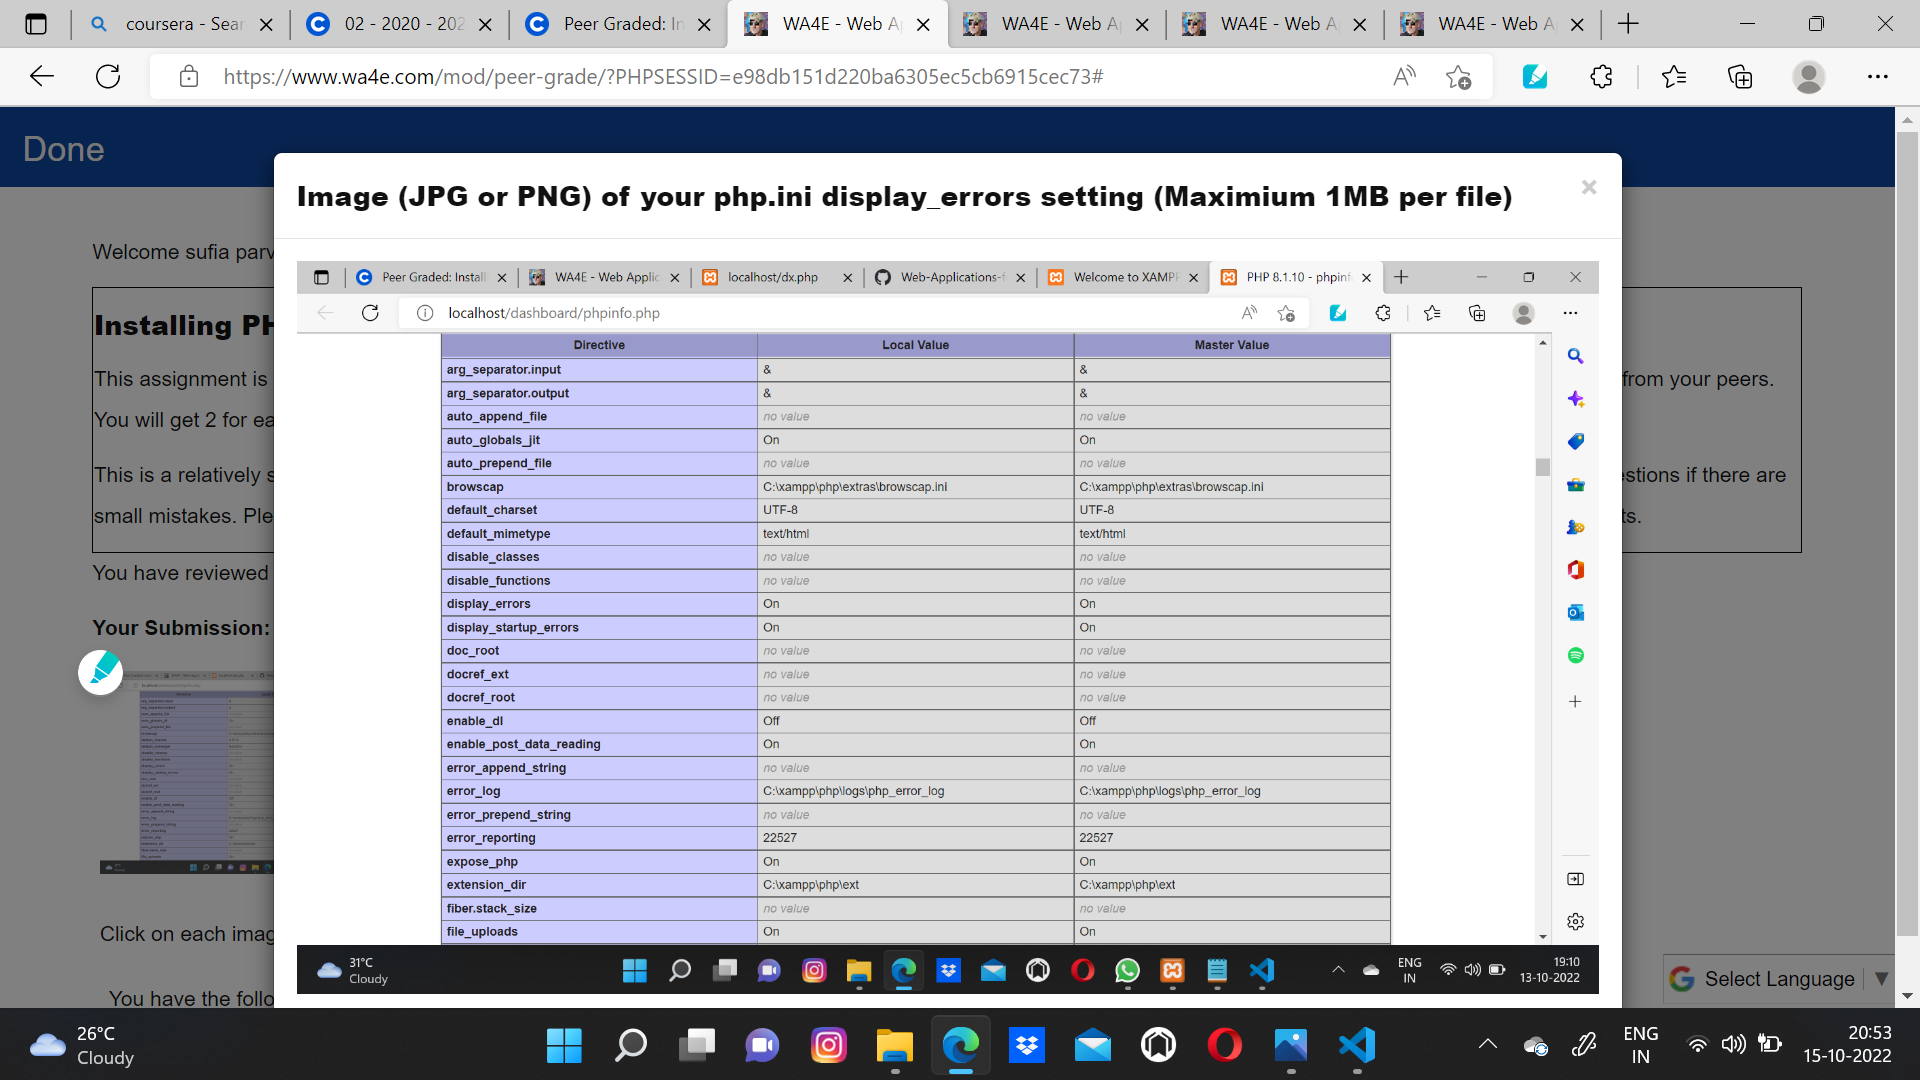 coursera - Sear
02 - 2020 - 202
Peer Graded: In
WA4E - Web Ap
WA4E - Web Ap
WA4E - Web Ap
WA4E - Web Ap
https://www.wa4e.com/mod/peer-grade/?PHPSESSID=e98db151d220ba6305ec5cb6915cec73#
Done
Image (JPG or PNG) of your php.ini display_errors setting (Maximium 1MB per file)
Welcome sufia parv
Installing PH
This assignment is
from your peers.
You will get 2 for ea
This is a relatively s
estions if there are
small mistakes. Ple
ts.
You have reviewed
Your Submission:
Click on each imag
You have the follo
Peer Graded: Install
WA4E - Web Applic
localhost/dx.php
Web-Applications-f
Welcome to XAMPP
PHP 8.1.10 - phpinf
localhost/dashboard/phpinfo.php
Directive Local Value Master Value
arg_separator.input & &
arg_separator.output & &
auto_append_file no value no value
auto_globals_jit On On
auto_prepend_file no value no value
browscap C:\xampp\php\extras\browscap.ini C:\xampp\php\extras\browscap.ini
default_charset UTF-8 UTF-8
default_mimetype text/html text/html
disable_classes no value no value
disable_functions no value no value
display_errors On On
display_startup_errors On On
doc_root no value no value
docref_ext no value no value
docref_root no value no value
enable_dl Off Off
enable_post_data_reading On On
error_append_string no value no value
error_log C:\xampp\php\logs\php_error_log C:\xampp\php\logs\php_error_log
error_prepend_string no value no value
error_reporting 22527 22527
expose_php On On
extension_dir C:\xampp\php\ext C:\xampp\php\ext
fiber.stack_size no value no value
file_uploads On On
31°C
Cloudy
ENG
IN
19:10
13-10-2022
Select Language
26°C
Cloudy
ENG
IN
20:53
15-10-2022